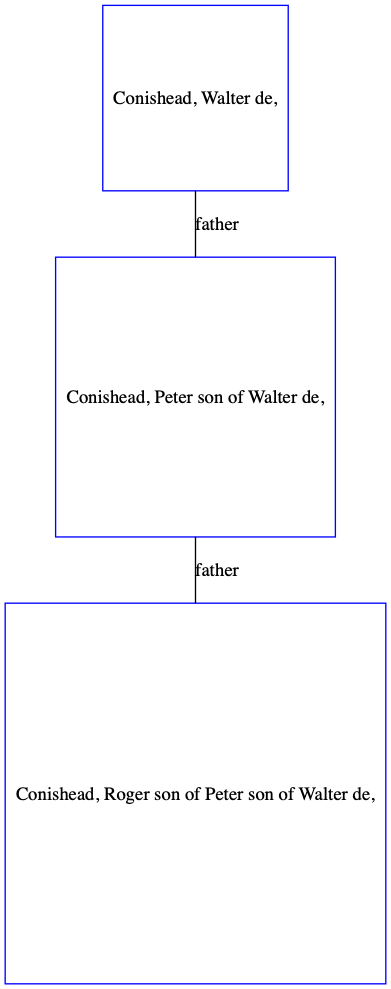 Conishead, Walter de,
father
Conishead, Peter son of Walter de,
father
Conishead, Roger son of Peter son of Walter de,